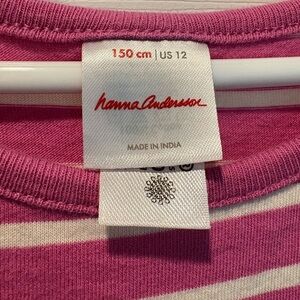 150 cm | US 12
hanna andersson
MADE IN INDIA